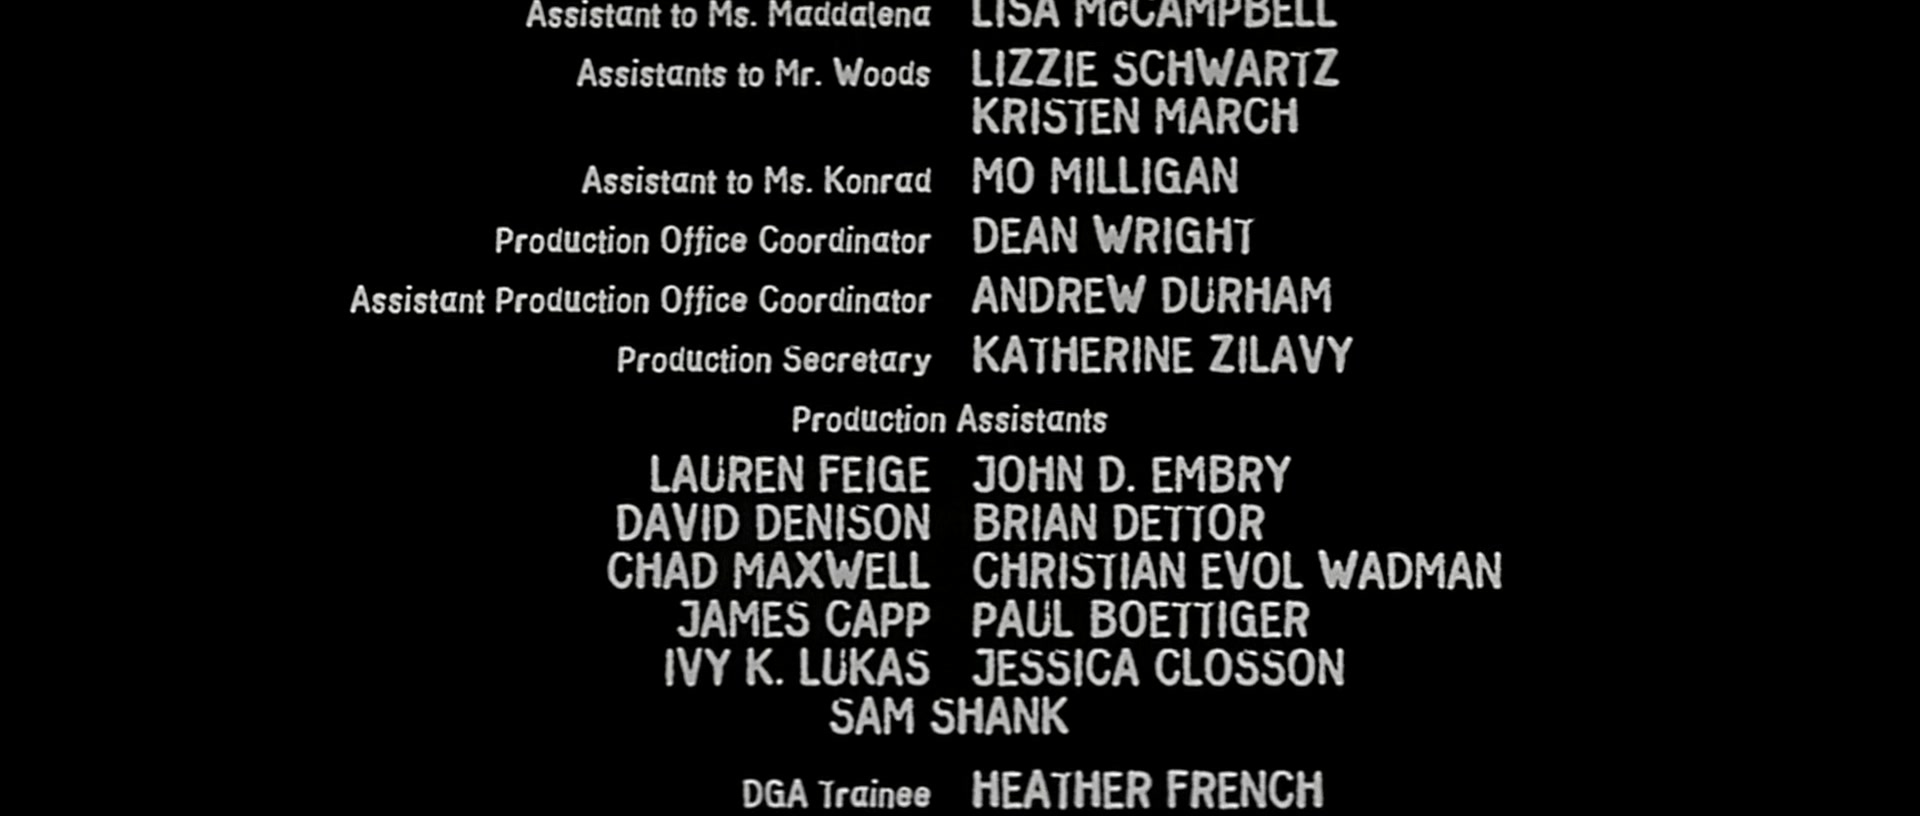 Assistant to Ms. Maddalena LISA McCAMPBELL
Assistants to Mr. Woods LIZZIE SCHWARTZ
KRISTEN MARCH
Assistant to Ms. Konrad MO MILLIGAN
Production Office Coordinator DEAN WRIGHT
Assistant Production Office Coordinator ANDREW DURHAM
Production Secretary KATHERINE ZILAVY
Production Assistants
LAUREN FEIGE JOHN D. EMBRY
DAVID DENISON BRIAN DETTOR
CHAD MAXWELL CHRISTIAN EVOL WADMAN
JAMES CAPP PAUL BOETTIGER
IVY K. LUKAS JESSICA CLOSSON
SAM SHANK
DGA Trainee HEATHER FRENCH